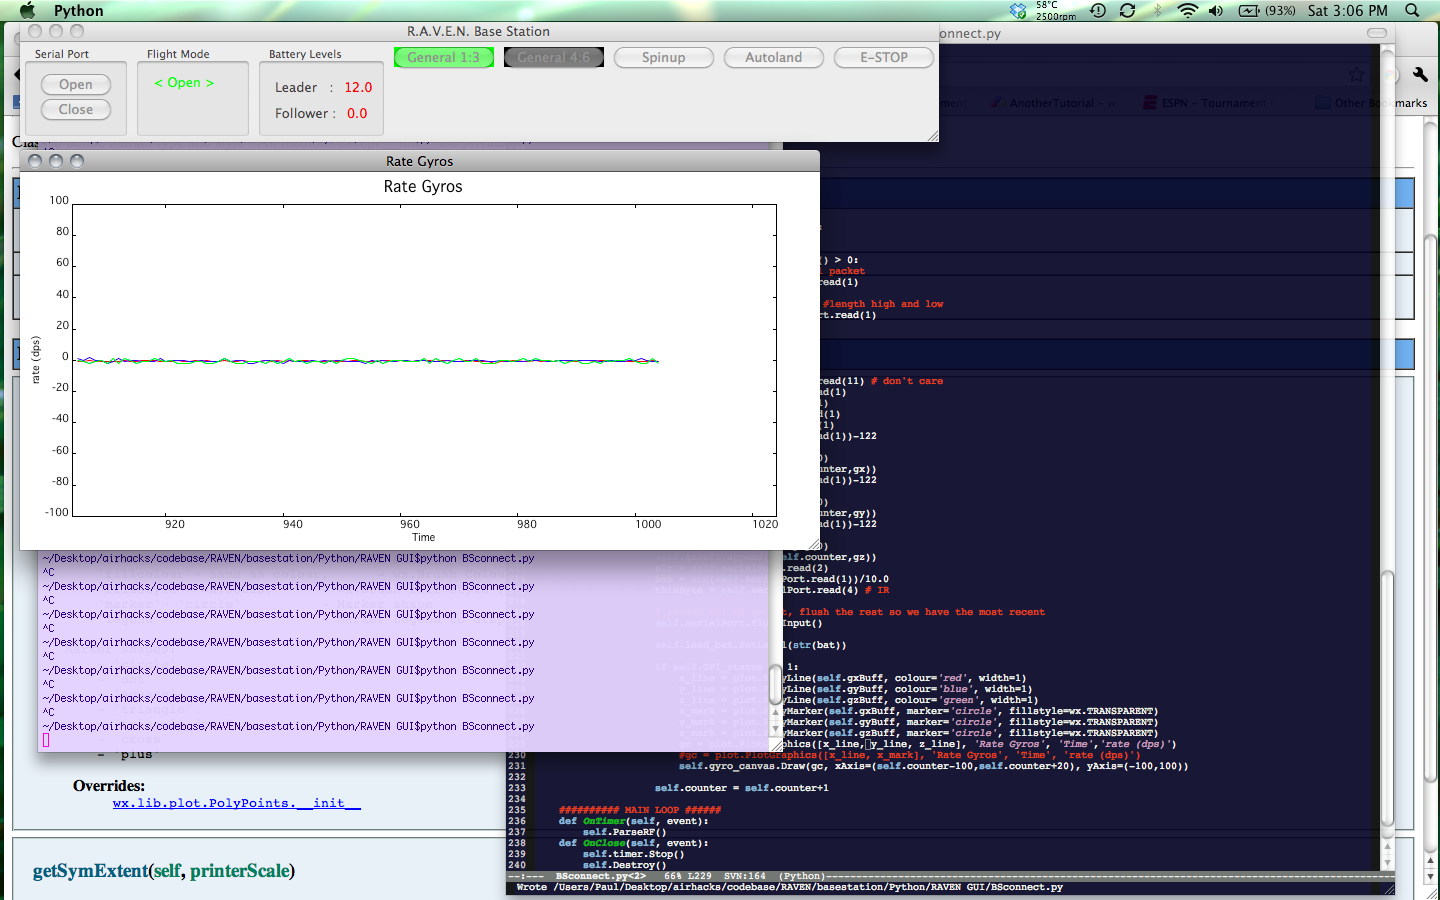 Python
58°C
2500rpm
(93%) Sat 3:06 PM
R.A.V.E.N. Base Station
onnect.py
Serial Port
Flight Mode
Battery Levels
General 1:3
General 4:6
Spinup
Autoland
E-STOP
Open
Close
< Open >
Leader : 12.0
Follower : 0.0
AnotherTutorial - w
ESPN - Tournament
Other Bookmarks
Clas
Rate Gyros
Rate Gyros
100
80
60
40
20
0
-20
-40
-60
-80
-100
rate (dps)
920
940
960
980
1000
1020
Time
() > 0:
packet
read(1)
#length high and low
rt.read(1)
read(11) # don't care
ad(1)
)
d(1)
(1)
ad(1))-122
))
unter,gx))
ad(1))-122
))
unter,gy))
ad(1))-122
))
lf.counter,gz))
.read(2)
lPort.read(1))/10.0
lPort.read(4) # IR
t, flush the rest so we have the most recent
Input()
l(str(bat))
1:
yLine(self.gxBuff, colour='red', width=1)
yLine(self.gyBuff, colour='blue', width=1)
yLine(self.gzBuff, colour='green', width=1)
yMarker(self.gxBuff, marker='circle', fillstyle=wx.TRANSPARENT)
yMarker(self.gyBuff, marker='circle', fillstyle=wx.TRANSPARENT)
yMarker(self.gzBuff, marker='circle', fillstyle=wx.TRANSPARENT)
phics([x_line, y_line, z_line], 'Rate Gyros', 'Time','rate (dps)')
230 #gc = plot.PlotGraphics([x_line, x_mark], 'Rate Gyros', 'Time', 'rate (dps)')
231 self.gyro_canvas.Draw(gc, xAxis=(self.counter-100,self.counter+20), yAxis=(-100,100))
232
233 self.counter = self.counter+1
234
235 ########## MAIN LOOP ######
236 def OnTimer(self, event):
237 self.ParseRF()
238 def OnClose(self, event):
239 self.timer.Stop()
240 self.Destroy()
--:--- BSconnect.py<2> 66% L229 SVN:164 (Python)
Wrote /Users/Paul/Desktop/airhacks/codebase/RAVEN/basestation/Python/RAVEN GUI/BSconnect.py
~/Desktop/airhacks/codebase/RAVEN/basestation/Python/RAVEN GUI$python BSconnect.py
^C
~/Desktop/airhacks/codebase/RAVEN/basestation/Python/RAVEN GUI$python BSconnect.py
^C
~/Desktop/airhacks/codebase/RAVEN/basestation/Python/RAVEN GUI$python BSconnect.py
^C
~/Desktop/airhacks/codebase/RAVEN/basestation/Python/RAVEN GUI$python BSconnect.py
^C
~/Desktop/airhacks/codebase/RAVEN/basestation/Python/RAVEN GUI$python BSconnect.py
^C
~/Desktop/airhacks/codebase/RAVEN/basestation/Python/RAVEN GUI$python BSconnect.py
^C
~/Desktop/airhacks/codebase/RAVEN/basestation/Python/RAVEN GUI$python BSconnect.py
- 'plus'
Overrides:
wx.lib.plot.PolyPoints.__init__
getSymExtent(self, printerScale)